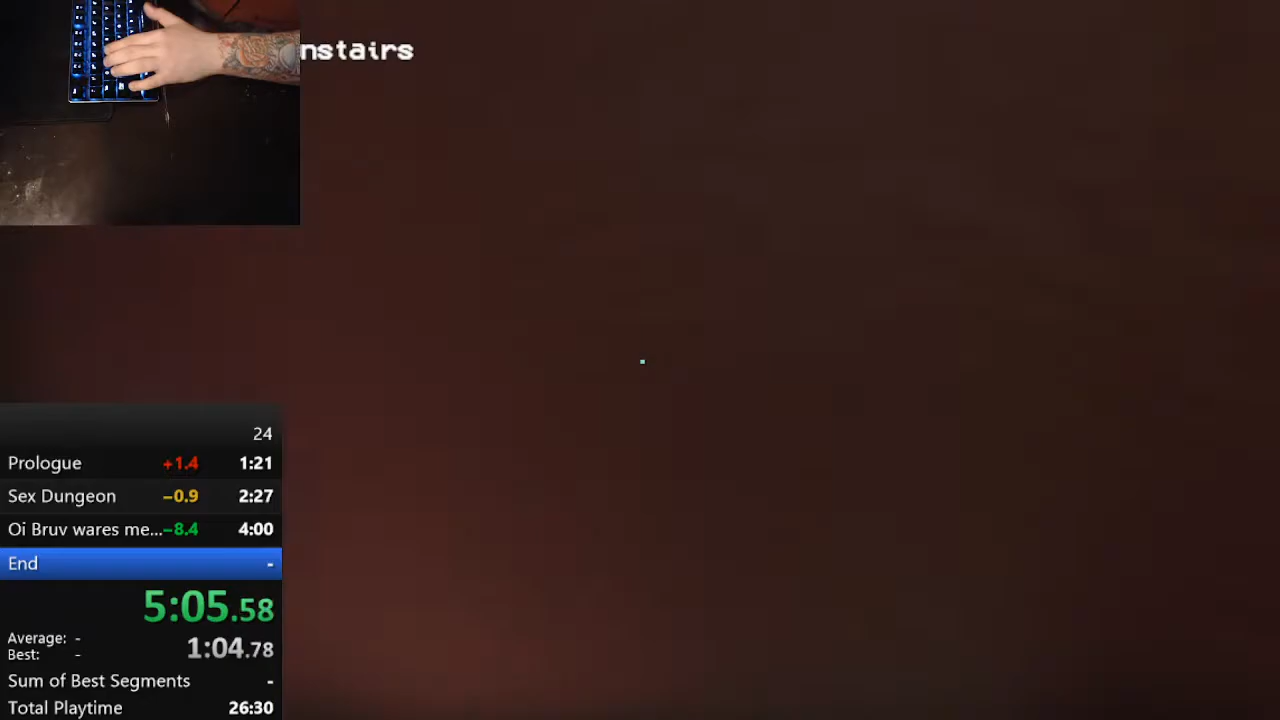 nstairs
24
Prologue +1.4 1:21
Sex Dungeon −0.9 2:27
Oi Bruv wares me... −8.4 4:00
End -
5:05.58
Average: - 1:04.78
Best: -
Sum of Best Segments -
Total Playtime 26:30